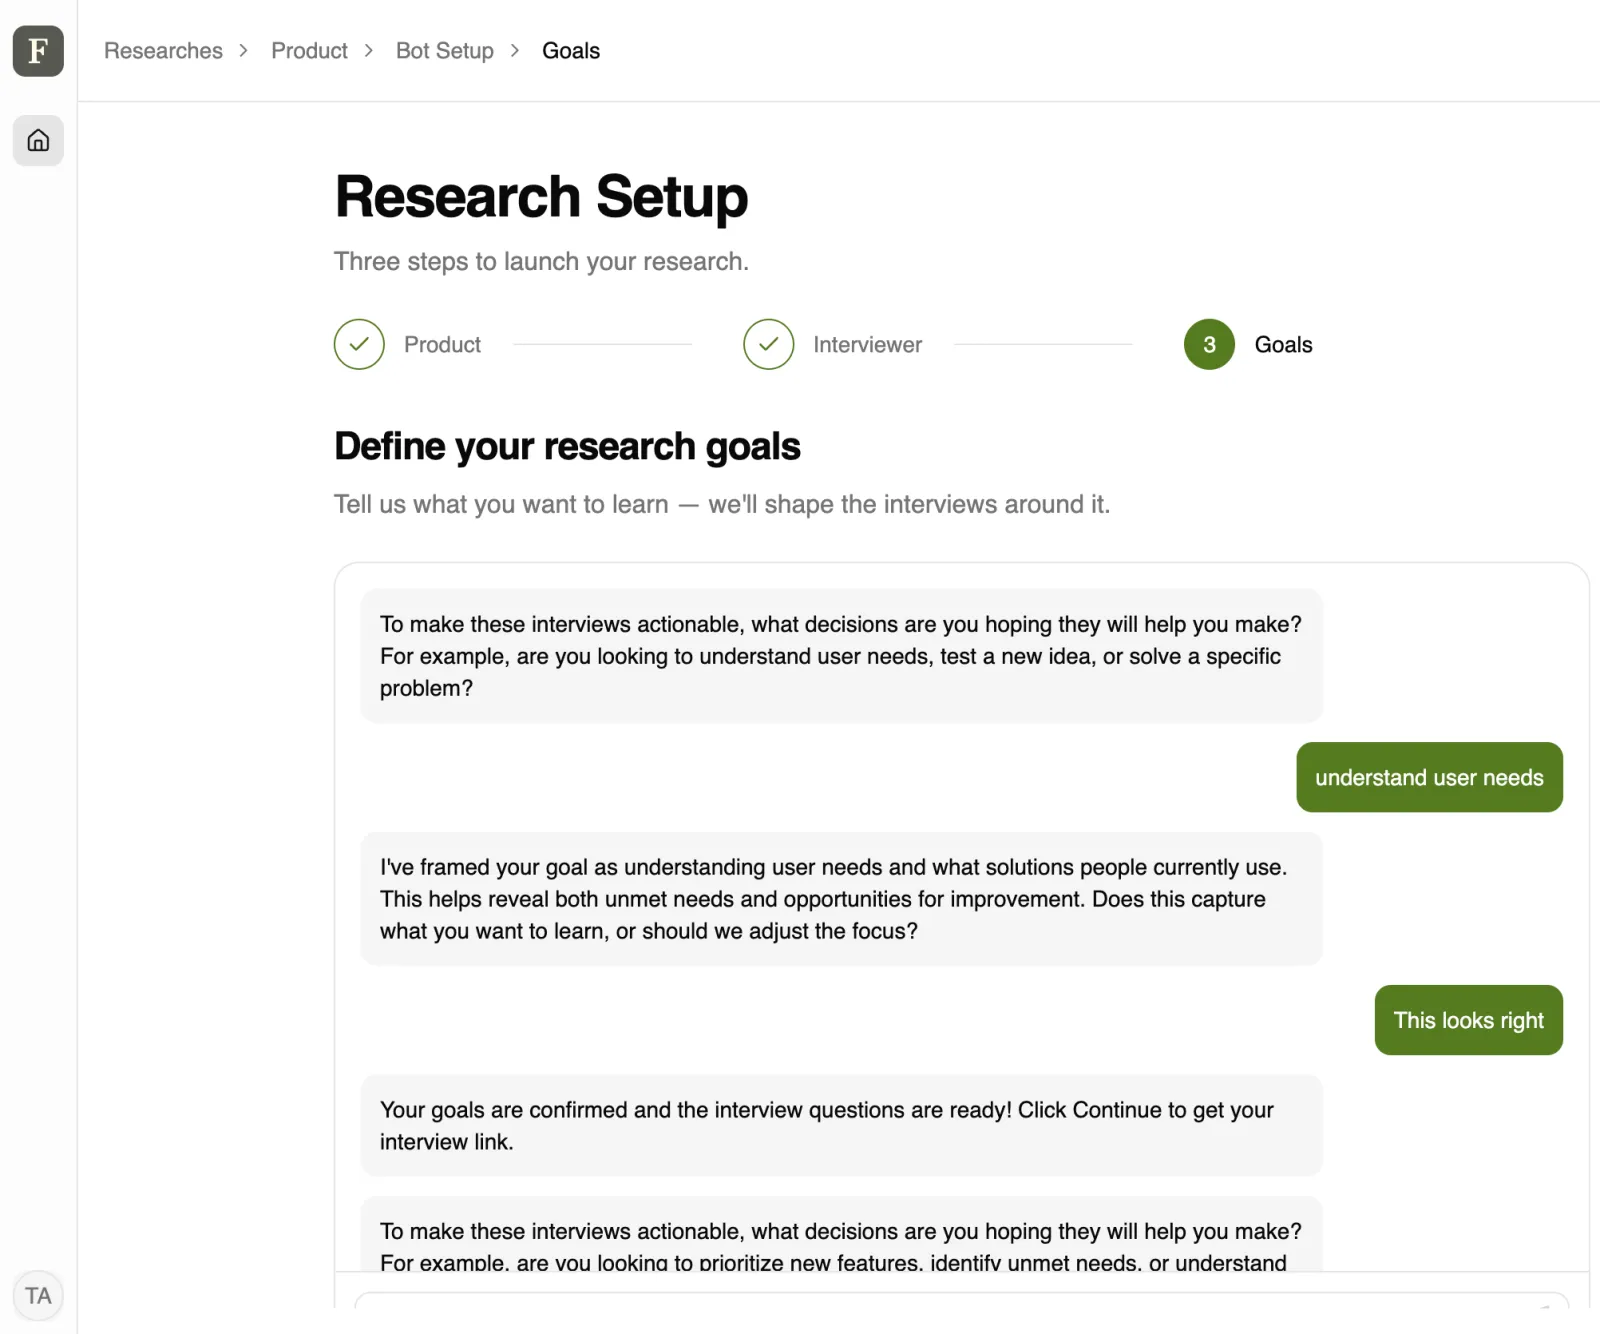 F
Researches > Product > Bot Setup > Goals
Research Setup
Three steps to launch your research.
Product
Interviewer
3 Goals
Define your research goals
Tell us what you want to learn — we'll shape the interviews around it.
To make these interviews actionable, what decisions are you hoping they will help you make?
For example, are you looking to understand user needs, test a new idea, or solve a specific
problem?
understand user needs
I've framed your goal as understanding user needs and what solutions people currently use.
This helps reveal both unmet needs and opportunities for improvement. Does this capture
what you want to learn, or should we adjust the focus?
This looks right
Your goals are confirmed and the interview questions are ready! Click Continue to get your
interview link.
To make these interviews actionable, what decisions are you hoping they will help you make?
For example, are you looking to prioritize new features, identify unmet needs, or understand
TA